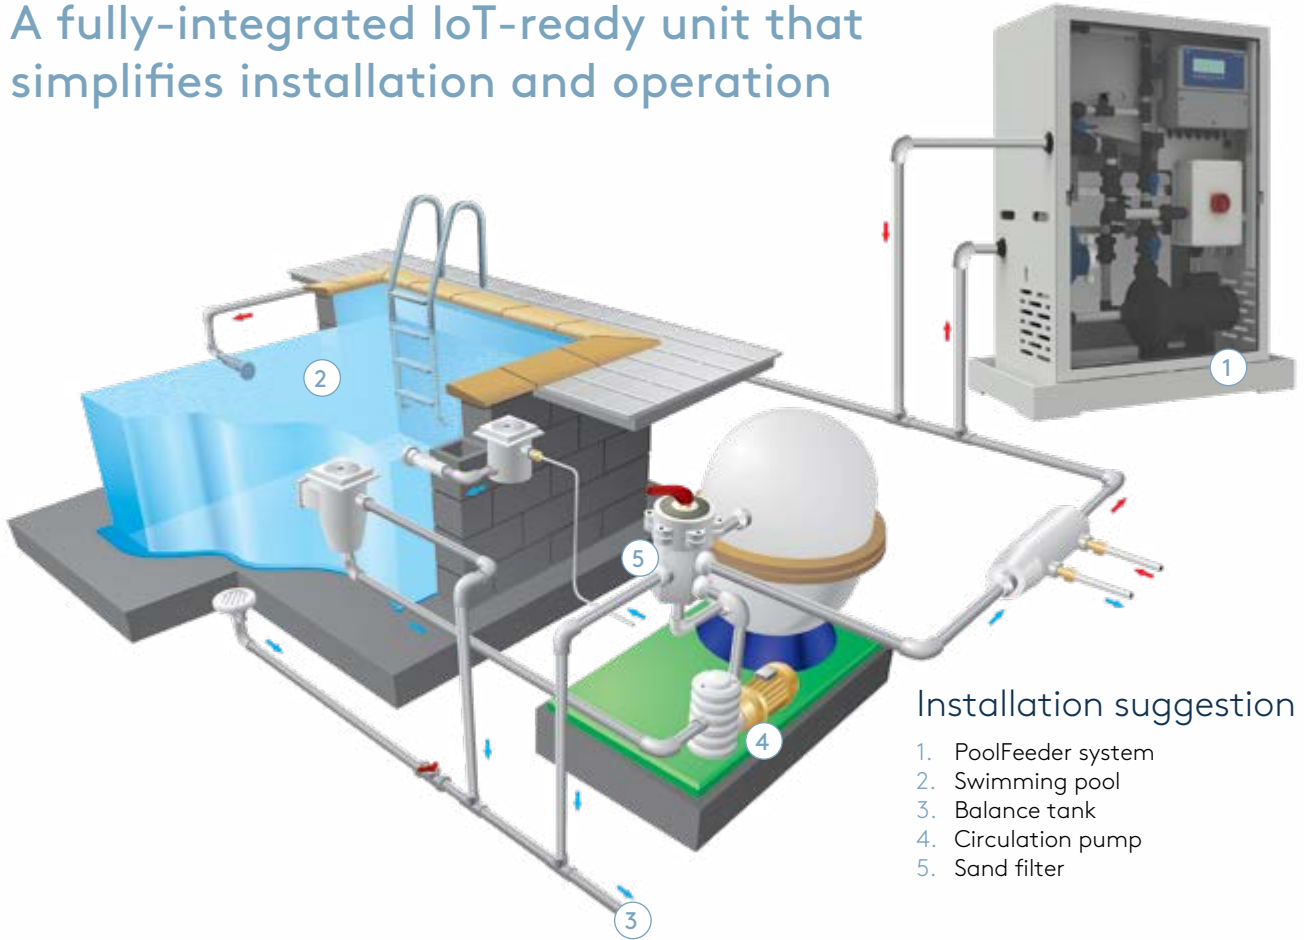 A fully-integrated IoT-ready unit that
simplifies installation and operation
1
2
5
4
3
Installation suggestion
1. PoolFeeder system
2. Swimming pool
3. Balance tank
4. Circulation pump
5. Sand filter